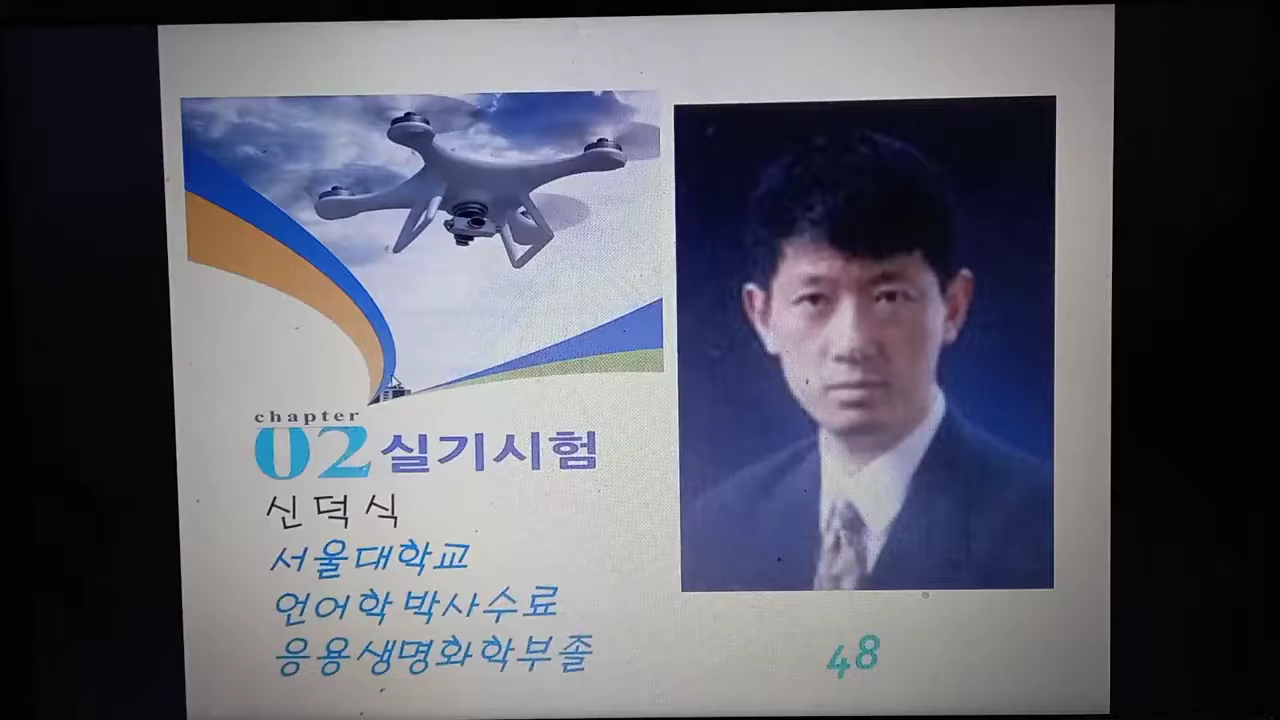 chapter
02 실기시험
신덕식
서울대학교
언어학 박사수료
응용생명화학부졸
48